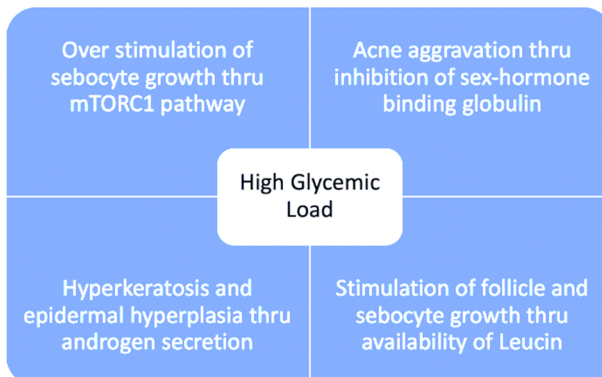 Over stimulation of
sebocyte growth thru
mTORC1 pathway
Acne aggravation thru
inhibition of sex-hormone
binding globulin
High Glycemic
Load
Hyperkeratosis and
epidermal hyperplasia thru
androgen secretion
Stimulation of follicle and
sebocyte growth thru
availability of Leucin